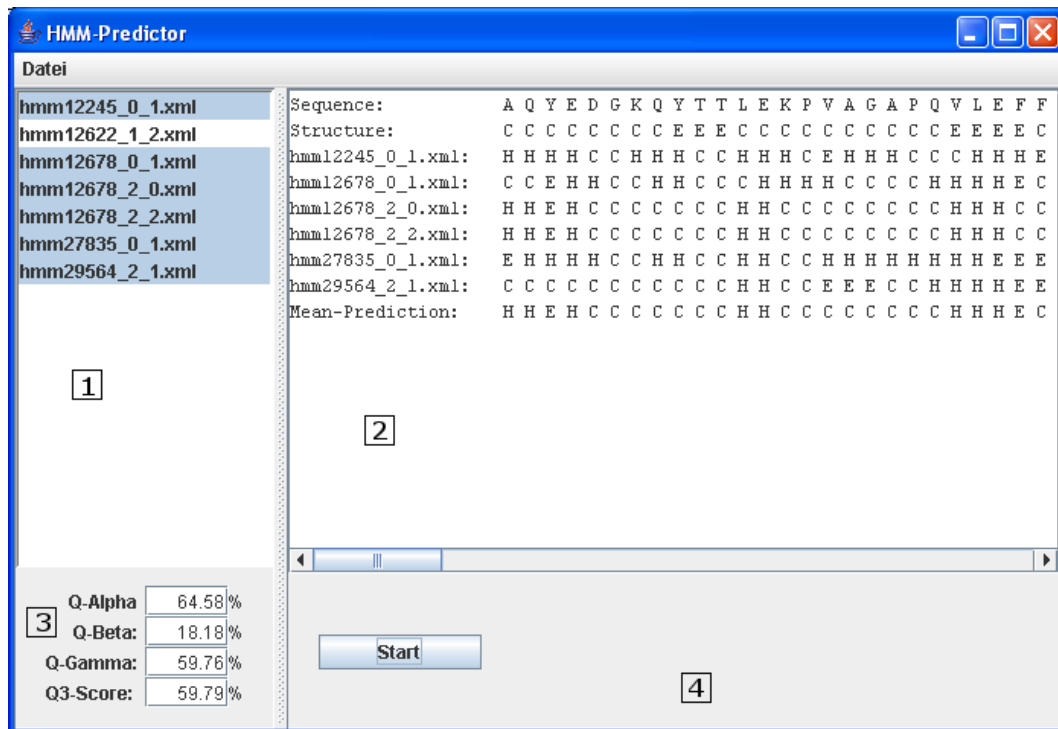 HMM-Predictor
Datei
hmm12245_0_1.xml
hmm12622_1_2.xml
hmm12678_0_1.xml
hmm12678_2_0.xml
hmm12678_2_2.xml
hmm27835_0_1.xml
hmm29564_2_1.xml
1
Sequence: A Q Y E D G K Q Y T T L E K P V A G A P Q V L E F F
Structure: C C C C C C C C E E E C C C C C C C C C C E E E E C
hmm12245_0_1.xml: H H H H C C H H H C C H H H C E H H H C C C H H H E
hmm12678_0_1.xml: C C E H H C C H H C C C H H H H C C C C H H H H E C
hmm12678_2_0.xml: H H E H C C C C C C C H H C C C C C C C C H H H C C
hmm12678_2_2.xml: H H E H C C C C C C C H H C C C C C C C C H H H C C
hmm27835_0_1.xml: E H H H H C C H H C C H H C C H H H H H H H H E E E
hmm29564_2_1.xml: C C C C C C C C C C C H H C C E E E C C H H H H E E
Mean-Prediction: H H E H C C C C C C C H H C C C C C C C C H H H E C
2
3
Q-Alpha 64.58 %
Q-Beta: 18.18 %
Q-Gamma: 59.76 %
Q3-Score: 59.79 %
Start
4